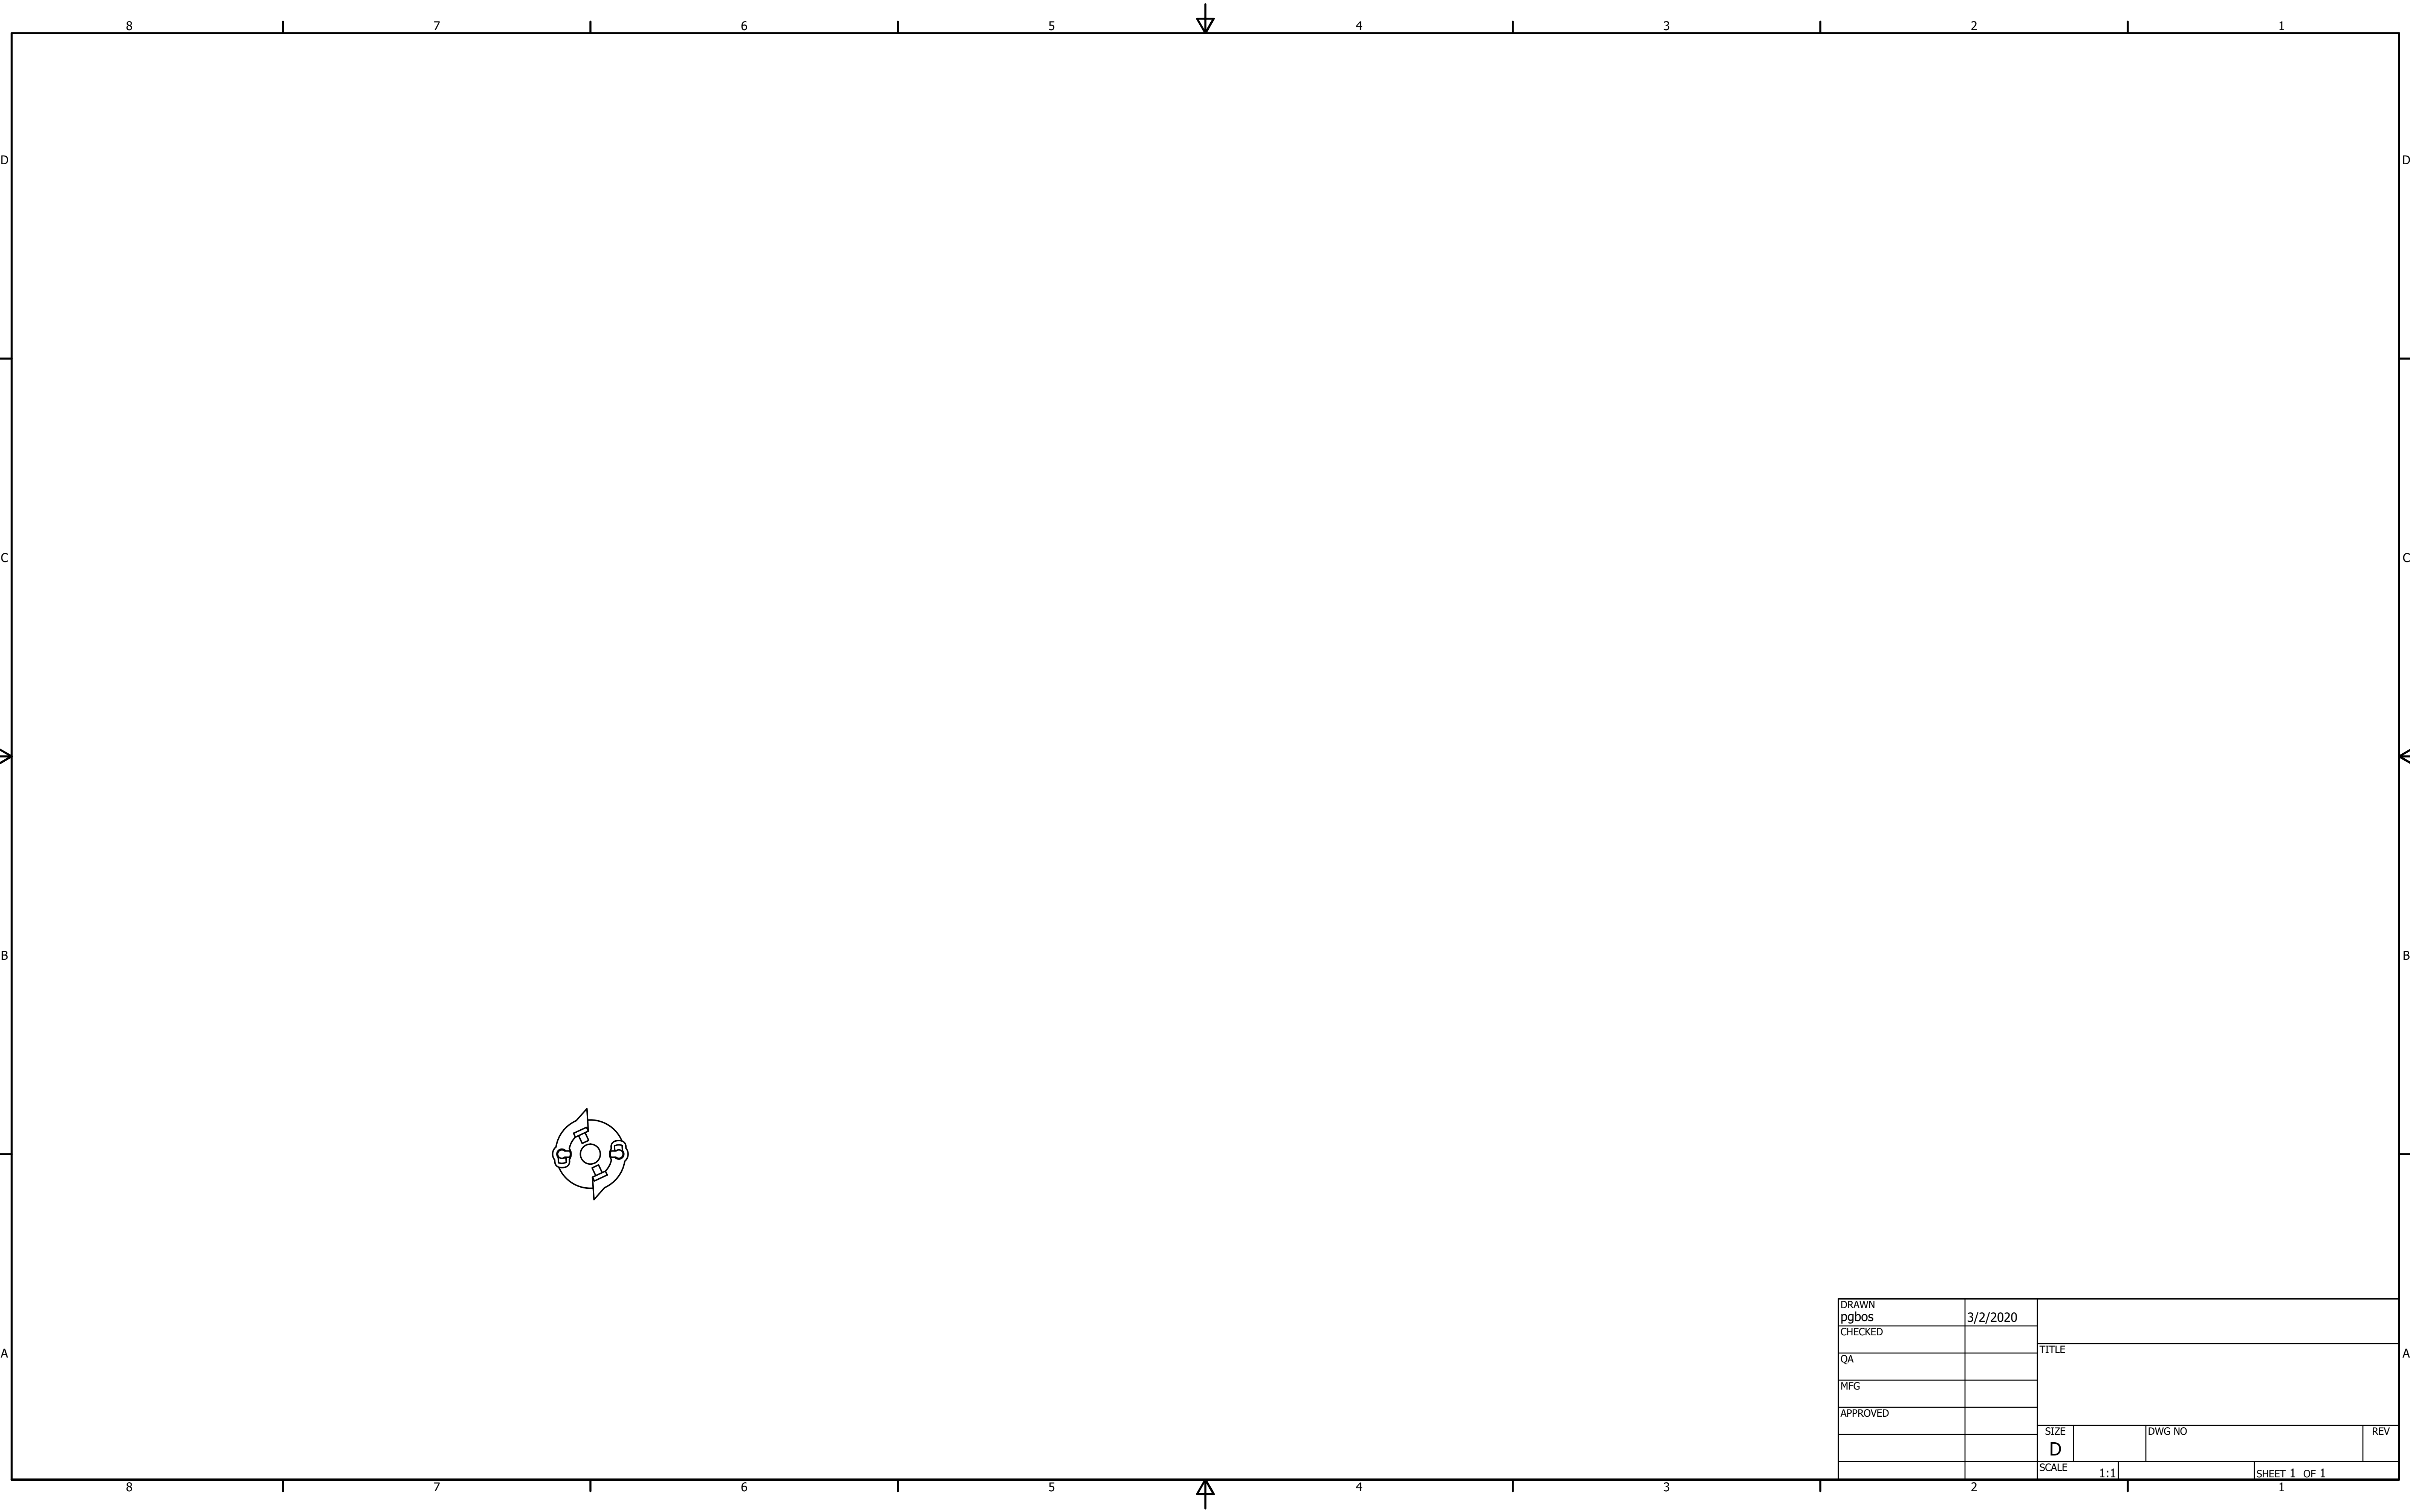 8 7 6 5 4 3 2 1
D D
C C
B B
A A
DRAWN
pgbos 3/2/2020
CHECKED
QA
MFG
APPROVED
TITLE
SIZE DWG NO REV
D
SCALE 1:1 SHEET 1 OF 1
8 7 6 5 4 3 2 1